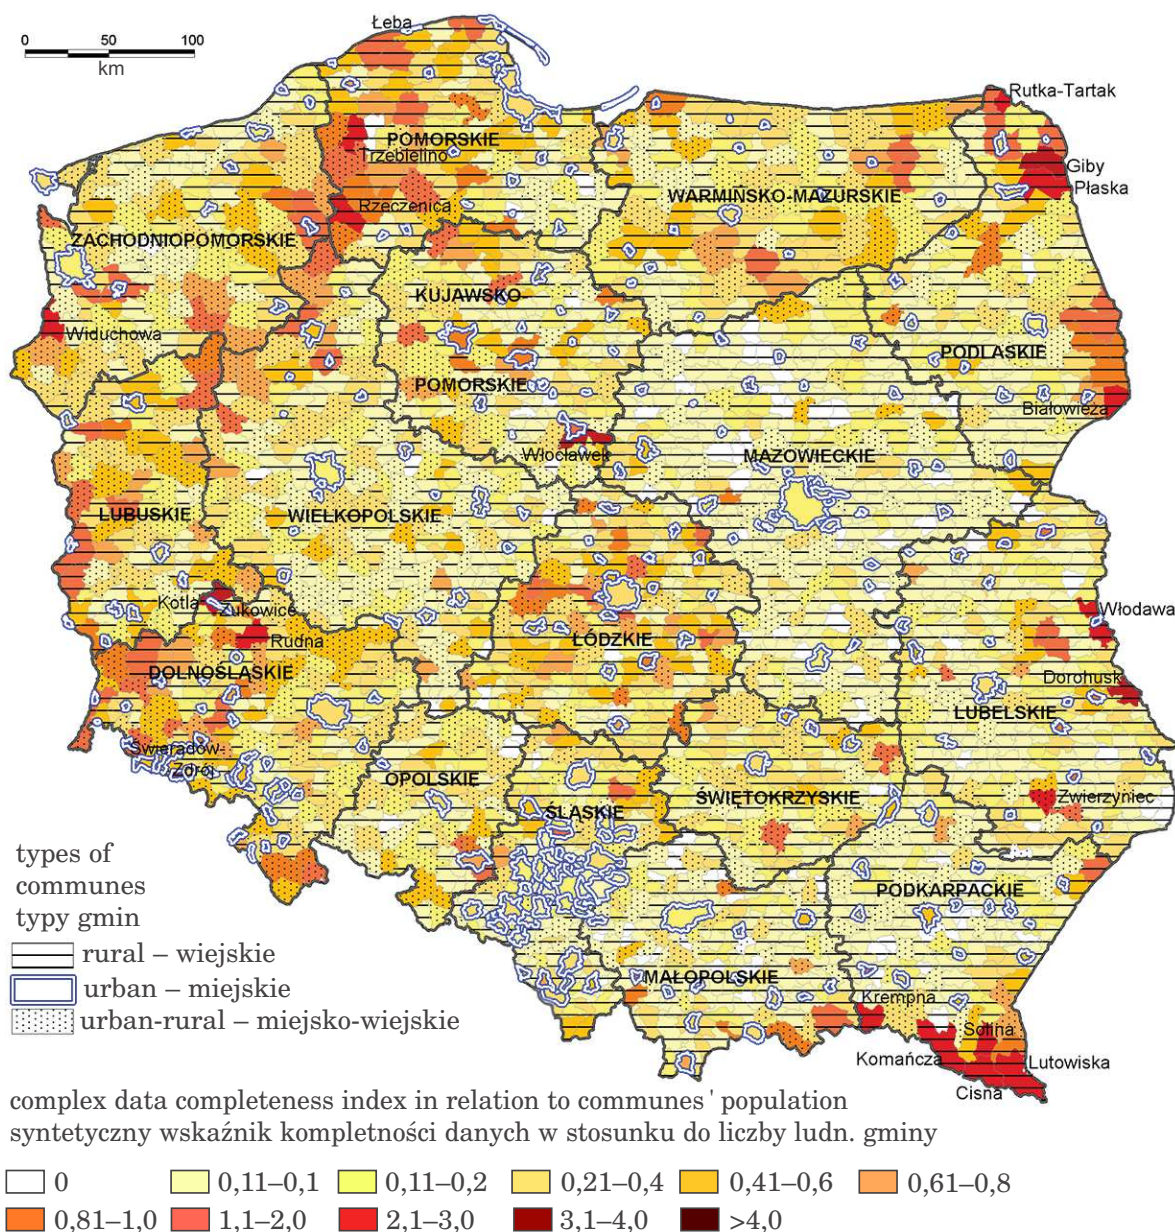 Łeba
0 50 100
km
Rutka-Tartak
POMORSKIE
Trzebielino
Giby
Płaska
WARMIŃSKO-MAZURSKIE
Rzeczenica
ZACHODNIOPOMORSKIE
KUJAWSKO-
Widuchowa
PODLASKIE
POMORSKIE
Białowieża
Włocławek
MAZOWIECKIE
LUBUSKIE
WIELKOPOLSKIE
Kotla
Żukowice
Włodawa
Rudna
ŁÓDZKIE
DOLNOŚLĄSKIE
Dorohusk
LUBELSKIE
Świeradów-
Zdrój
OPOLSKIE
ŚWIĘTOKRZYSKIE
Zwierzyniec
ŚLĄSKIE
types of
communes
typy gmin
PODKARPACKIE
rural – wiejskie
MAŁOPOLSKIE
urban – miejskie
Krempna
urban-rural – miejsko-wiejskie
Solina
Komańcza
Lutowiska
Cisna
complex data completeness index in relation to communes' population
syntetyczny wskaźnik kompletności danych w stosunku do liczby ludn. gminy
0 0,11–0,1 0,11–0,2 0,21–0,4 0,41–0,6 0,61–0,8
0,81–1,0 1,1–2,0 2,1–3,0 3,1–4,0 >4,0